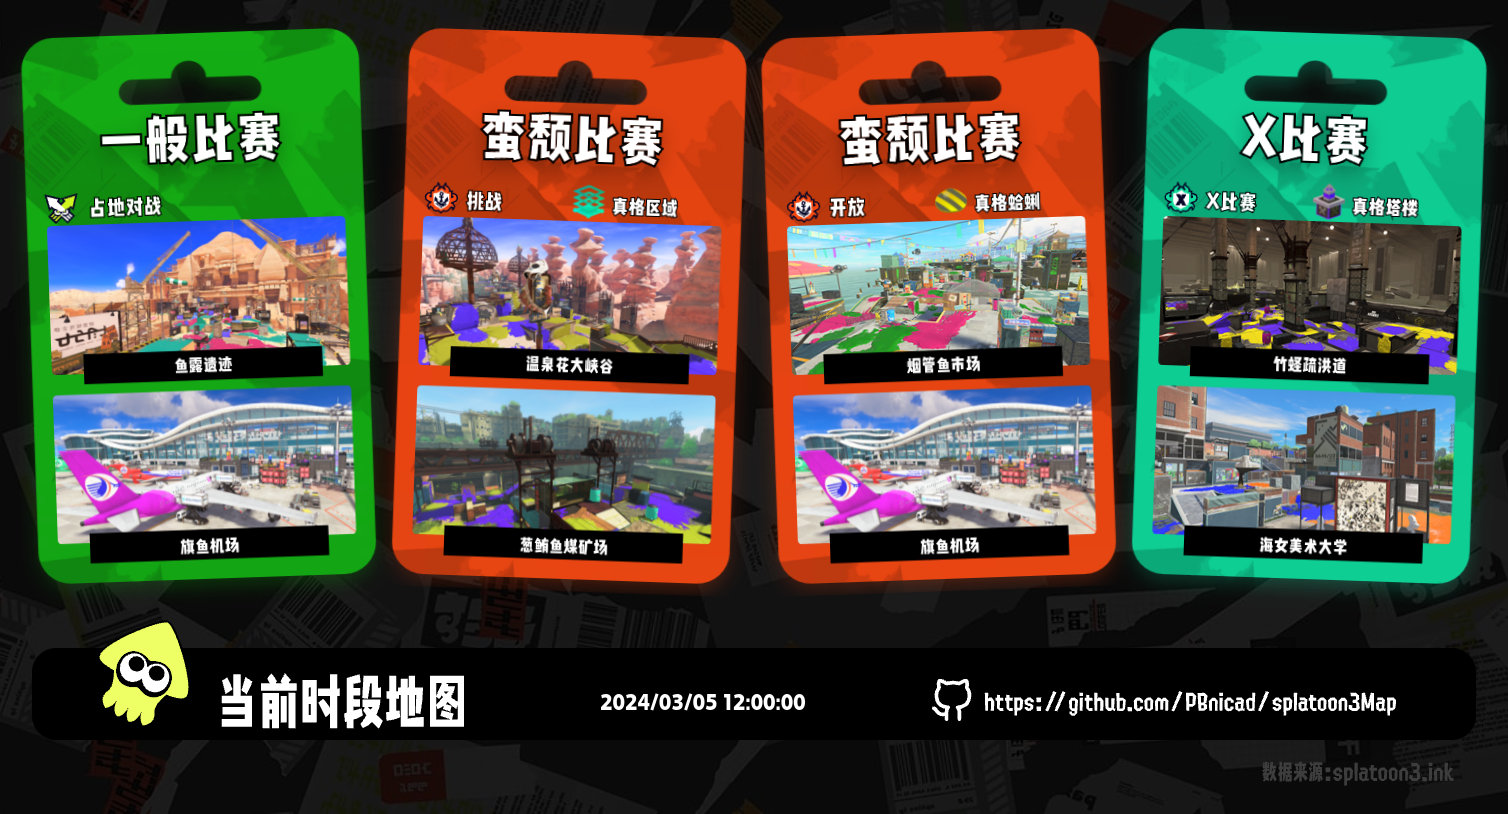 一般比赛
占地对战
鱼露遗迹
旗鱼机场
蛮颓比赛
挑战
真格区域
温泉花大峡谷
葱鲔鱼煤矿场
蛮颓比赛
开放
真格蛤蜊
烟管鱼市场
旗鱼机场
X比赛
X比赛
真格塔楼
竹蛏疏洪道
海女美术大学
当前时段地图
2024/03/05 12:00:00
https://github.com/PBnicad/splatoon3Map
数据来源:splatoon3.ink